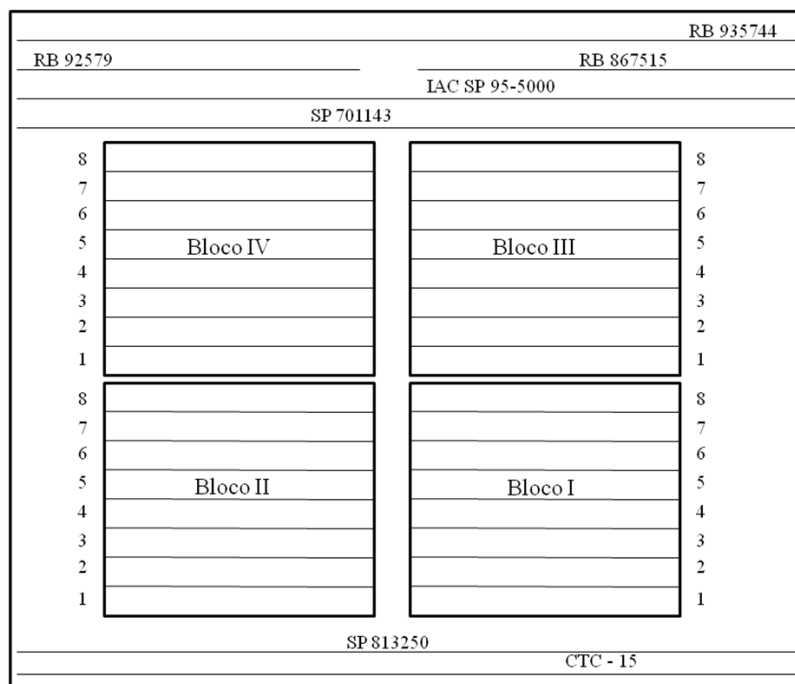 RB 935744
RB 92579 RB 867515
IAC SP 95-5000
SP 701143
8 8
7 7
6 6
5 Bloco IV Bloco III 5
4 4
3 3
2 2
1 1
8 8
7 7
6 6
5 Bloco II Bloco I 5
4 4
3 3
2 2
1 1
SP 813250
CTC - 15